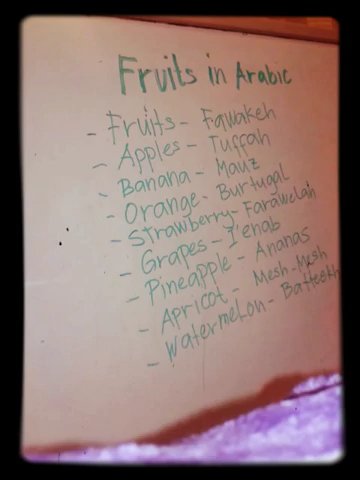 Fruits in Arabic
- Fruits - Fawakeh
- Apples - Tuffah
- Banana - Mauz
- Orange - Burtugal
- Strawberry - Farawelah
- Grapes - I'enab
- Pineapple - Ananas
- Apricot - Mesh-Mesh
- Watermelon - Batteekh